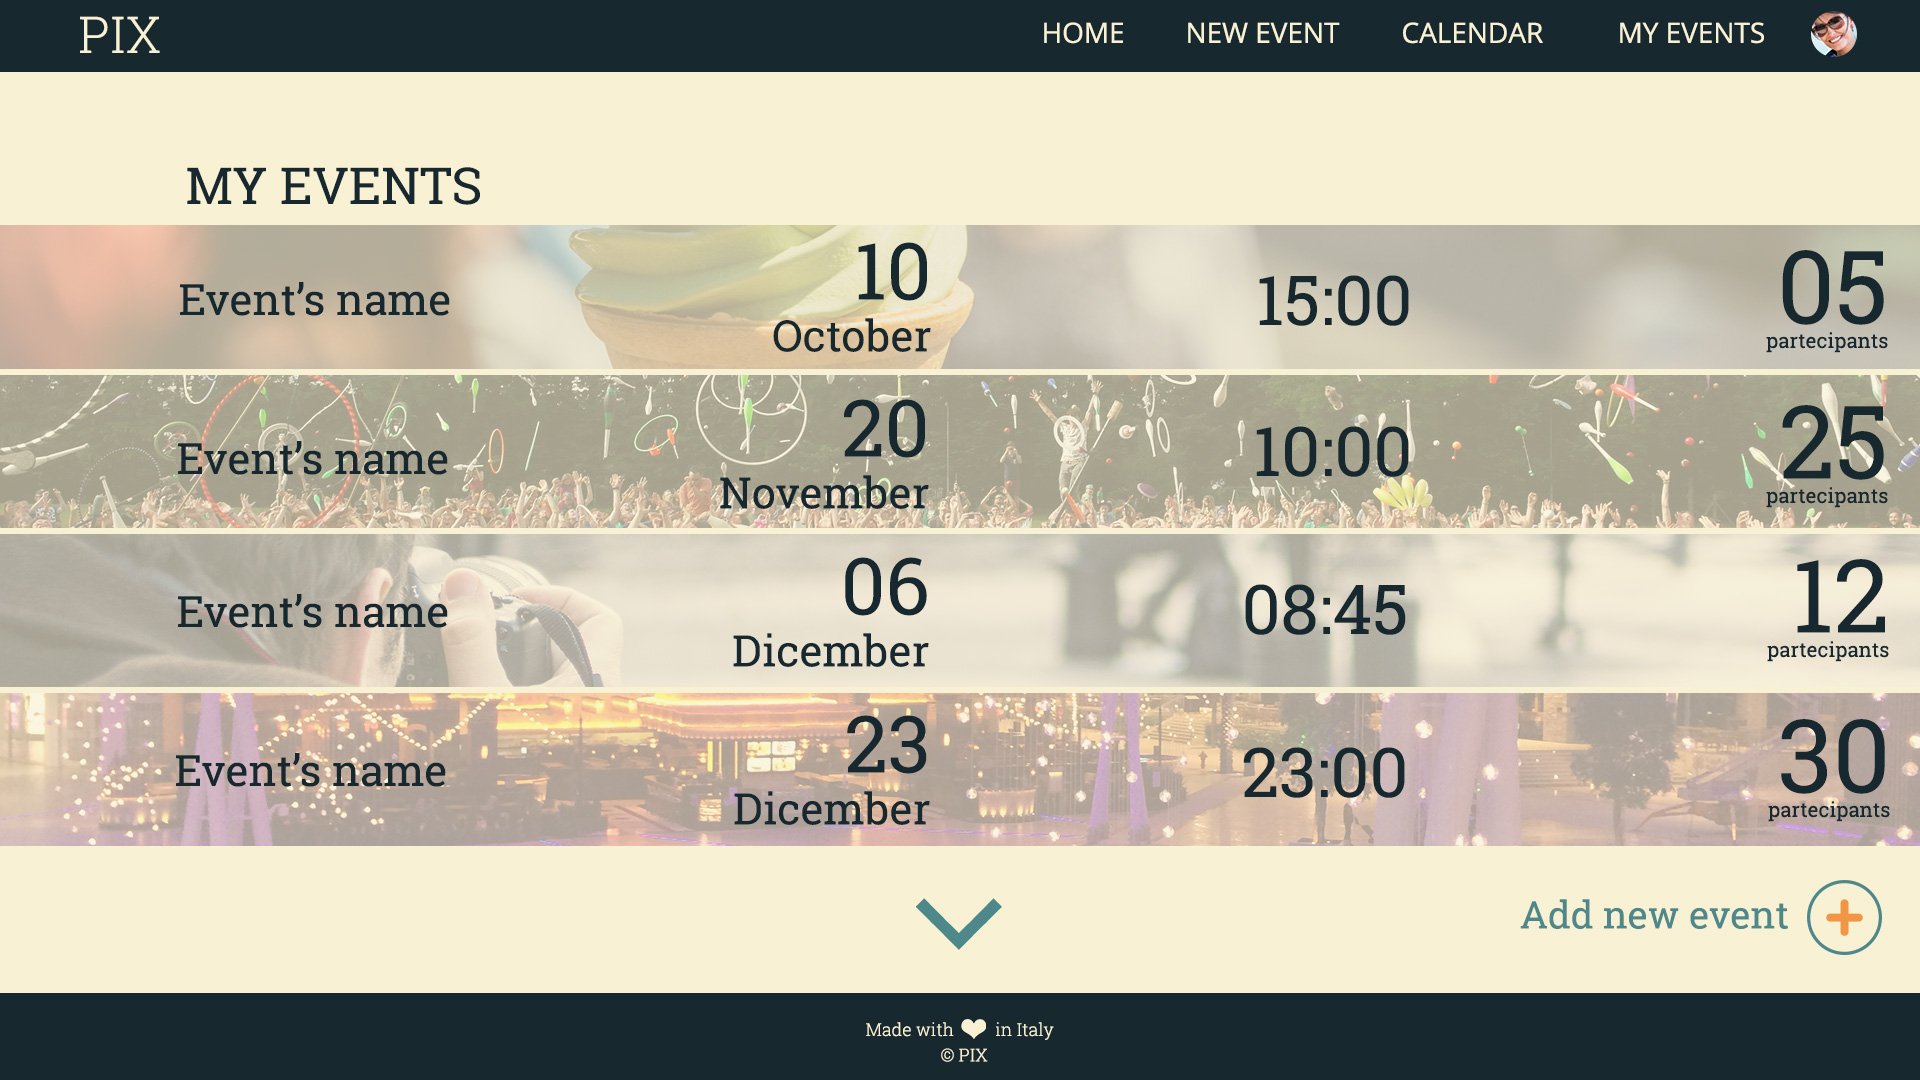 PIX
HOME NEW EVENT CALENDAR MY EVENTS
MY EVENTS
Event’s name
10
October
15:00
05
partecipants
Event’s name
20
November
10:00
25
partecipants
Event’s name
06
Dicember
08:45
12
partecipants
Event’s name
23
Dicember
23:00
30
partecipants
Add new event
Made with ❤ in Italy
© PIX